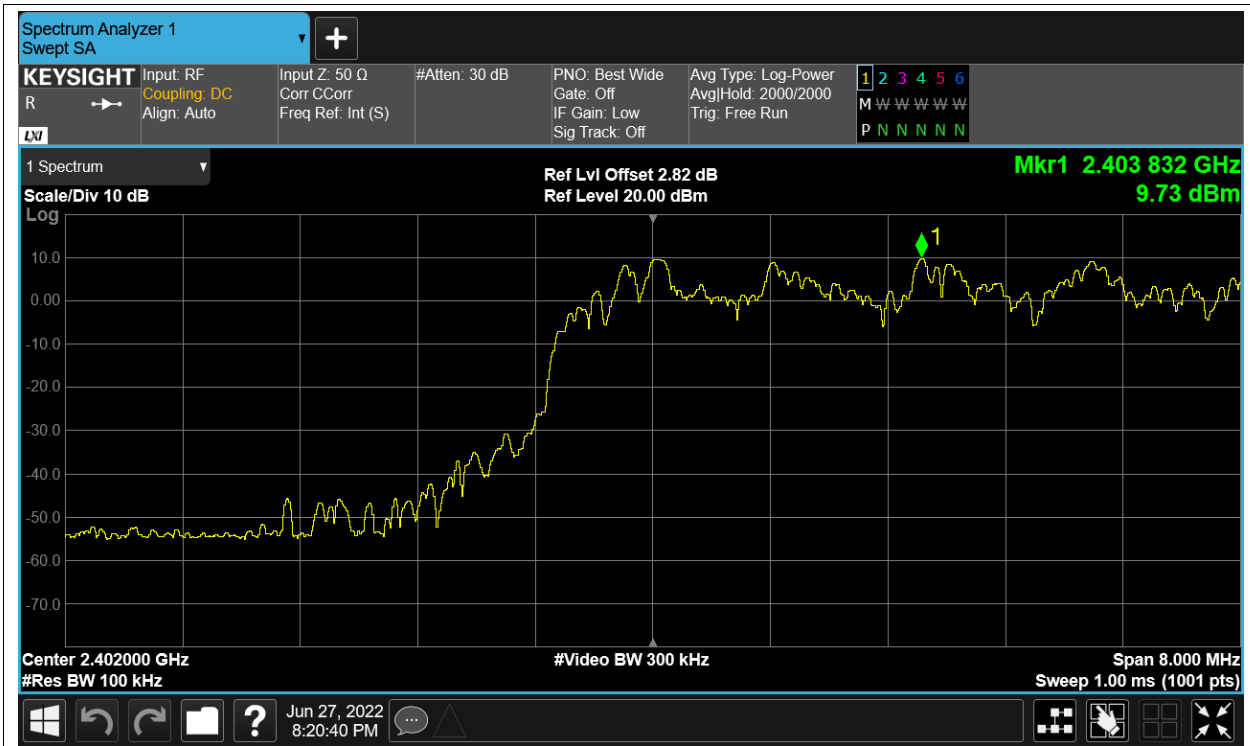 Spectrum Analyzer 1
Swept SA
KEYSIGHT
R
LXI
Input: RF
Coupling: DC
Align: Auto
Input Z: 50 Ω
Corr CCorr
Freq Ref: Int (S)
#Atten: 30 dB
PNO: Best Wide
Gate: Off
IF Gain: Low
Sig Track: Off
Avg Type: Log-Power
Avg|Hold: 2000/2000
Trig: Free Run
1 2 3 4 5 6
M W W W W W W
P N N N N N
1 Spectrum
Scale/Div 10 dB
Log
Ref Lvl Offset 2.82 dB
Ref Level 20.00 dBm
Mkr1 2.403 832 GHz
9.73 dBm
1
10.0
0.00
-10.0
-20.0
-30.0
-40.0
-50.0
-60.0
-70.0
Center 2.402000 GHz
#Res BW 100 kHz
#Video BW 300 kHz
Span 8.000 MHz
Sweep 1.00 ms (1001 pts)
?
Jun 27, 2022
8:20:40 PM